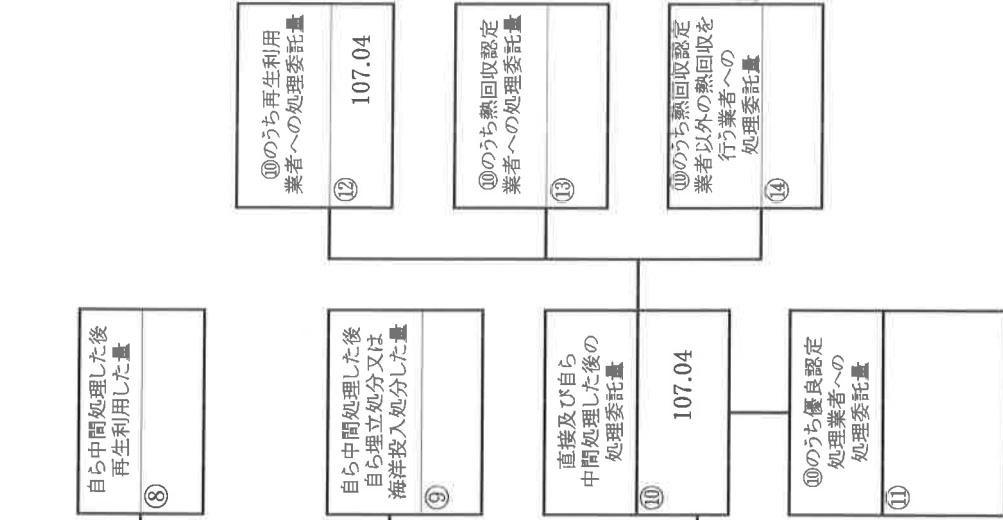 自ら中間処理した後
再生利用した量
⑧
自ら中間処理した後
自ら埋立処分又は
海洋投入処分した量
⑨
直接及び自ら
中間処理した後の
処理委託量
⑩
107.04
⑩のうち優良認定
処理業者への
処理委託量
⑪
⑩のうち再生利用
業者への処理委託量
⑫
107.04
⑩のうち熱回収認定
業者への処理委託量
⑬
⑩のうち熱回収認定
業者以外の熱回収を
行う業者への
処理委託量
⑭